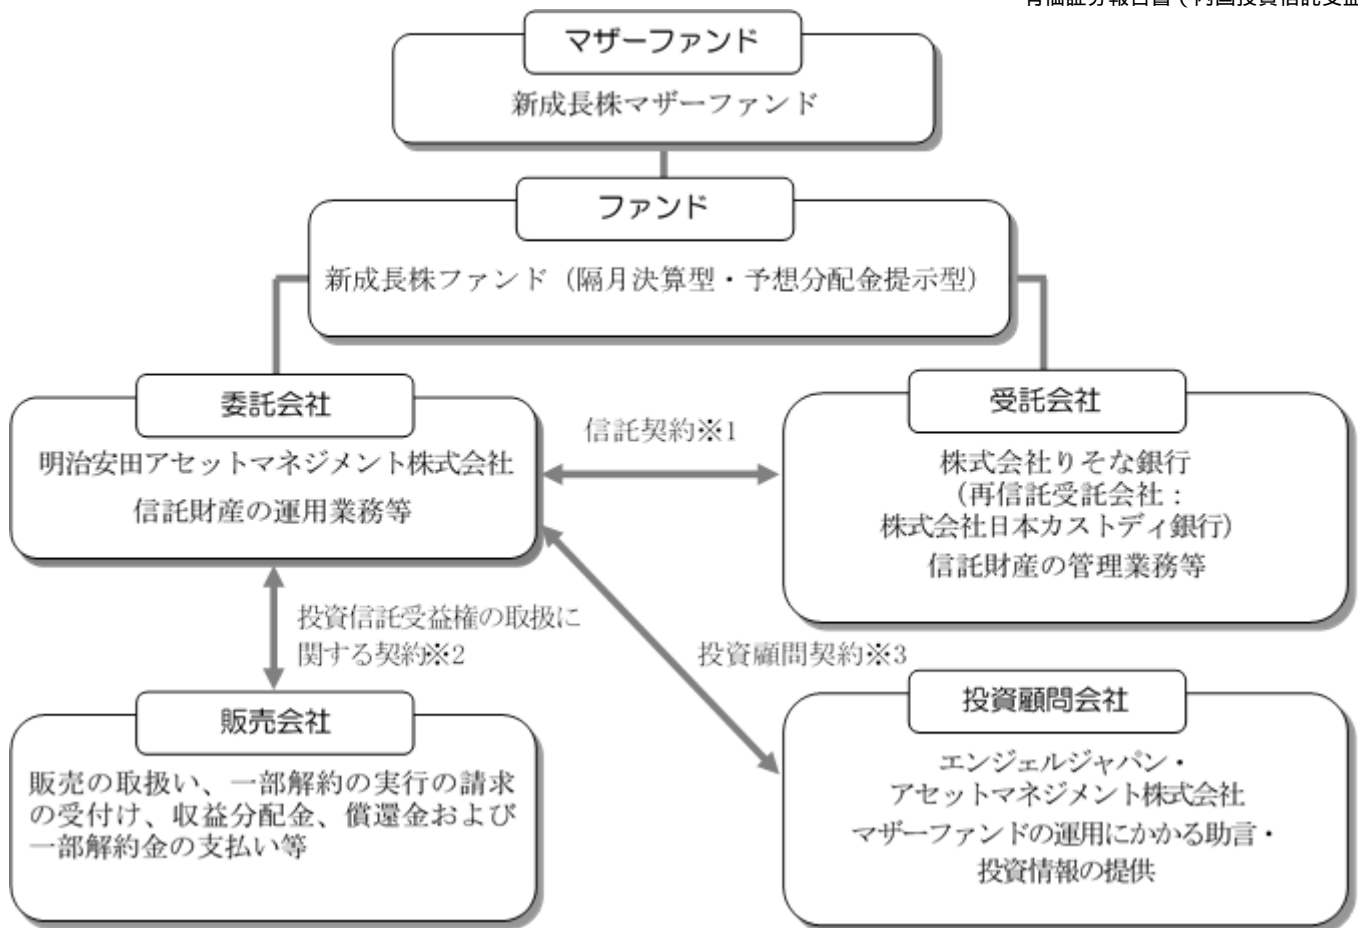 有価証券報告書(内国投資信託受益
マザーファンド
新成長株マザーファンド
ファンド
新成長株ファンド(隔月決算型・予想分配金提示型)
委託会社
明治安田アセットマネジメント株式会社
信託財産の運用業務等
信託契約※1
受託会社
株式会社りそな銀行
(再信託受託会社:
株式会社日本カストディ銀行)
信託財産の管理業務等
投資信託受益権の取扱に
関する契約※2
投資顧問契約※3
販売会社
販売の取扱い、一部解約の実行の請求
の受付け、収益分配金、償還金および
一部解約金の支払い等
投資顧問会社
エンジェルジャパン・
アセットマネジメント株式会社
マザーファンドの運用にかかる助言・
投資情報の提供